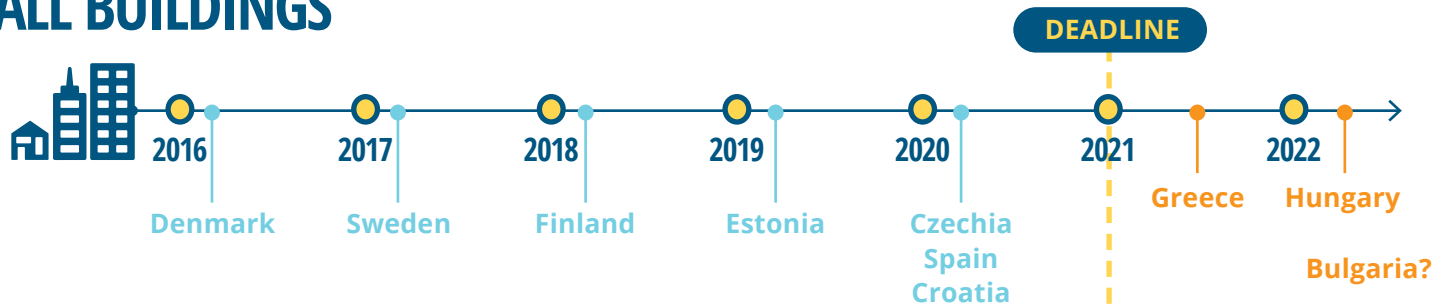 ALL BUILDINGS
DEADLINE
2016
2017
2018
2019
2020
2021
2022
Denmark
Sweden
Finland
Estonia
Czechia
Spain
Croatia
Greece
Hungary
Bulgaria?